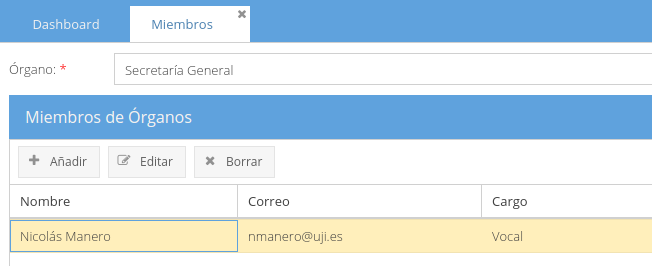 Dashboard
Miembros
Órgano: *
Secretaría General
Miembros de Órganos
Añadir
Editar
Borrar
Nombre
Correo
Cargo
Nicolás Manero
nmanero@uji.es
Vocal